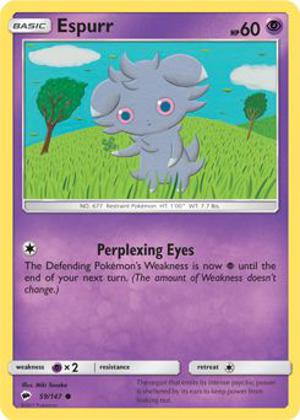 BASIC Espurr HP60
NO. 677 Restraint Pokémon HT 1'00" WT 7.7 lbs.
Perplexing Eyes
The Defending Pokémon's Weakness is now until the
end of your next turn. (The amount of Weakness doesn't
change.)
weakness ×2 resistance retreat
Illus. Miki Tanaka
59/147
The organ that emits its intense psychic power is
sheltered by its ears to keep power from
leaking out.
©2017 Pokémon